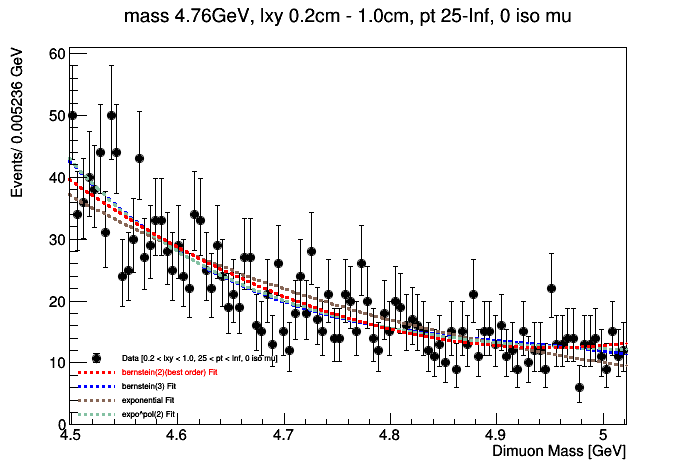 mass 4.76GeV, lxy 0.2cm - 1.0cm, pt 25-Inf, 0 iso mu
Events/ 0.005236 GeV
60
50
40
30
20
10
0
Data [0.2 < lxy < 1.0, 25 < pt < Inf, 0 iso mu]
bernstein(2)(best order) Fit
bernstein(3) Fit
exponential Fit
expo^pol(2) Fit
4.5 4.6 4.7 4.8 4.9 5
Dimuon Mass [GeV]